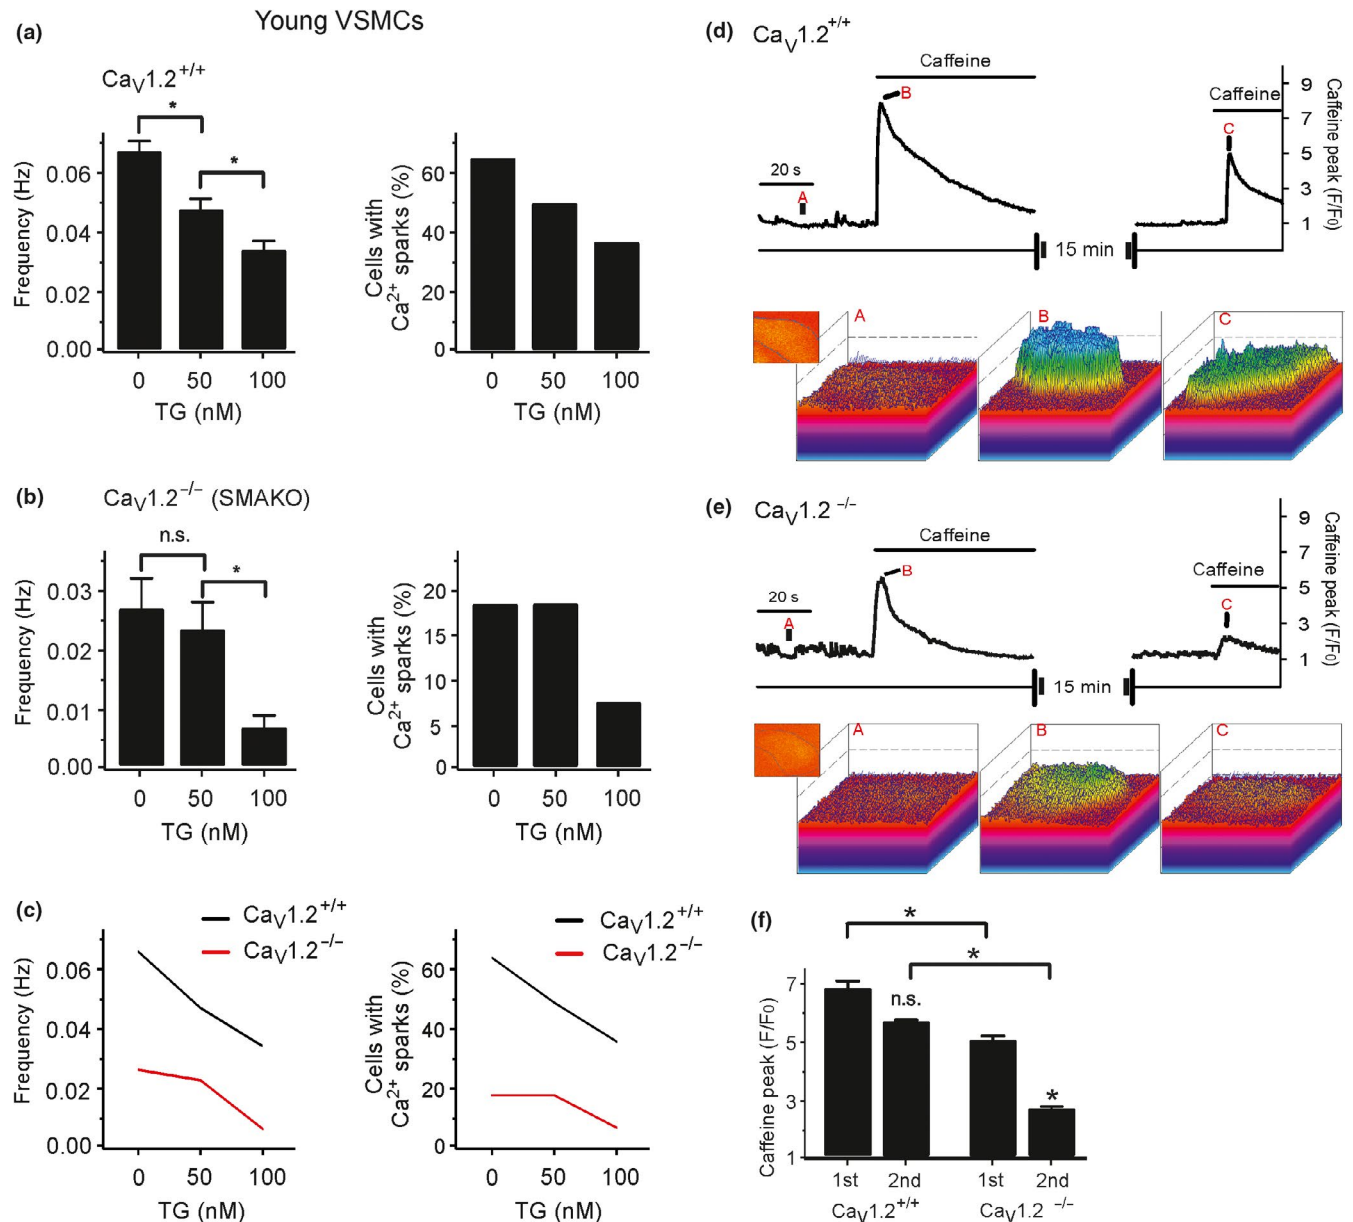 Young VSMCs
(a)
CaV1.2+/+
*
*
Frequency (Hz)
0.06
0.04
0.02
0.00
0 50 100
TG (nM)
Cells with
Ca2+ sparks (%)
60
40
20
0
0 50 100
TG (nM)
(b)
CaV1.2−/− (SMAKO)
n.s.
*
Frequency (Hz)
0.03
0.02
0.01
0.00
0 50 100
TG (nM)
Cells with
Ca2+ sparks (%)
20
15
10
5
0
0 50 100
TG (nM)
(c)
CaV1.2+/+
CaV1.2−/−
Frequency (Hz)
0.06
0.04
0.02
0.00
0 50 100
TG (nM)
CaV1.2+/+
CaV1.2−/−
Cells with
Ca2+ sparks (%)
60
40
20
0
0 50 100
TG (nM)
(d)
CaV1.2+/+
Caffeine
B
20 s
A
Caffeine
C
9
7
5
3
1
Caffeine peak (F/F0)
15 min
A
B
C
(e)
CaV1.2−/−
Caffeine
B
20 s
A
Caffeine
C
9
7
5
3
1
Caffeine peak (F/F0)
15 min
A
B
C
(f)
*
*
n.s.
*
Caffeine peak (F/F0)
7
5
3
1
1st 2nd 1st 2nd
CaV1.2+/+ CaV1.2−/−